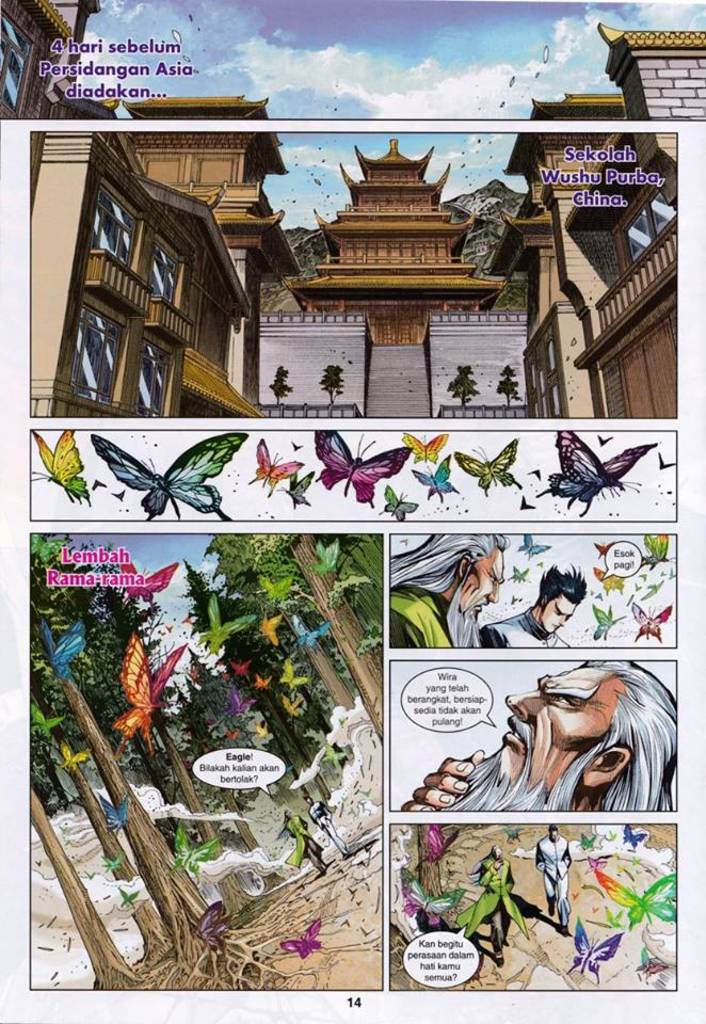 4 hari sebelum
Persidangan Asia
diadakan...
Sekolah
Wushu Purba,
China.
Lembah
Rama-rama
Eagle!
Bilakah kalian akan
bertolak?
Esok
pagi!
Wira
yang telah
berangkat, bersiap-
sedia tidak akan
pulang!
Kan begitu
perasaan dalam
hati kamu
semua?
14